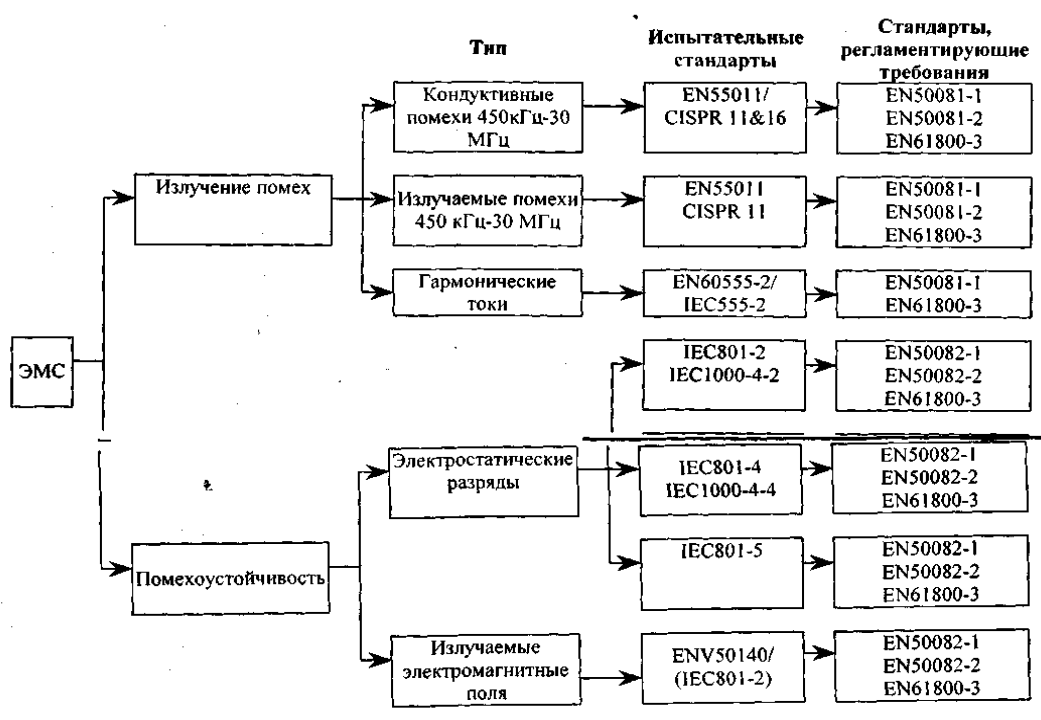 Тип
Испытательные
стандарты
Стандарты,
регламентирующие
требования
Кондуктивные
помехи 450кГц-30
МГц
EN55011/
CISPR 11&16
EN50081-1
EN50081-2
EN61800-3
Излучение помех
Излучаемые помехи
450 кГц-30 МГц
EN55011
CISPR 11
EN50081-1
EN50081-2
EN61800-3
Гармонические
токи
EN60555-2/
IEC555-2
EN50081-1
EN61800-3
ЭМС
IEC801-2
IEC1000-4-2
EN50082-1
EN50082-2
EN61800-3
Электростатические
разряды
IEC801-4
IEC1000-4-4
EN50082-1
EN50082-2
EN61800-3
Помехоустойчивость
IEC801-5
EN50082-1
EN50082-2
EN61800-3
Излучаемые
электромагнитные
поля
ENV50140/
(IEC801-2)
EN50082-1
EN50082-2
EN61800-3